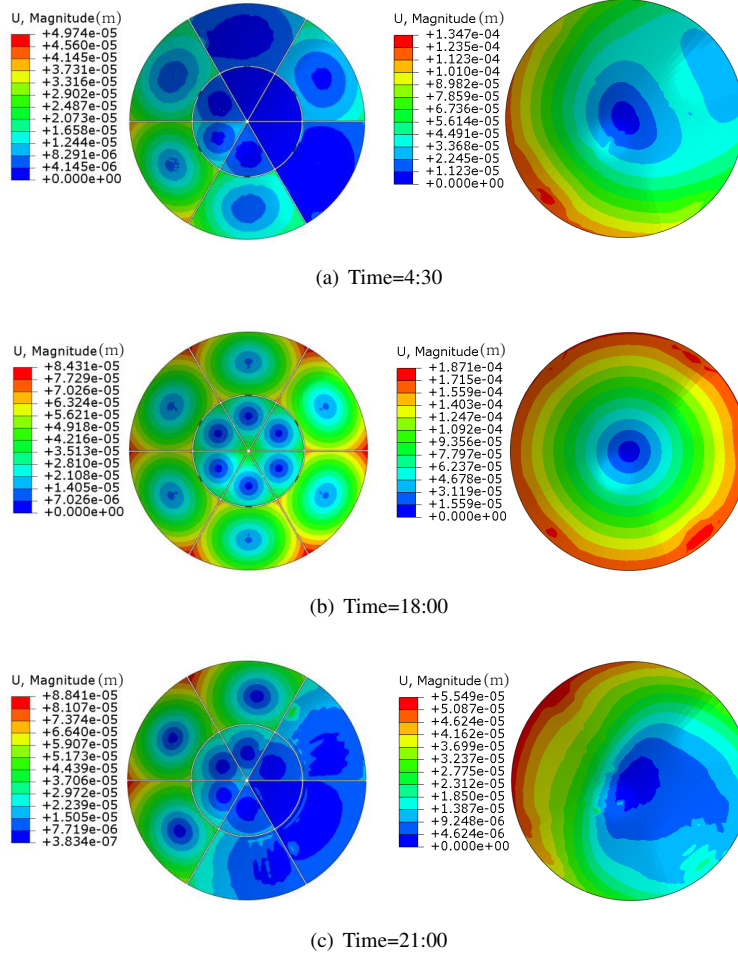 U, Magnitude(m)
+4.974e-05
+4.560e-05
+4.145e-05
+3.731e-05
+3.316e-05
+2.902e-05
+2.487e-05
+2.073e-05
+1.658e-05
+1.244e-05
+8.291e-06
+4.145e-06
+0.000e+00
U, Magnitude(m)
+1.347e-04
+1.235e-04
+1.123e-04
+1.010e-04
+8.982e-05
+7.859e-05
+6.736e-05
+5.614e-05
+4.491e-05
+3.368e-05
+2.245e-05
+1.123e-05
+0.000e+00
(a) Time=4:30
U, Magnitude(m)
+8.431e-05
+7.729e-05
+7.026e-05
+6.324e-05
+5.621e-05
+4.918e-05
+4.216e-05
+3.513e-05
+2.810e-05
+2.108e-05
+1.405e-05
+7.026e-06
+0.000e+00
U, Magnitude(m)
+1.871e-04
+1.715e-04
+1.559e-04
+1.403e-04
+1.247e-04
+1.092e-04
+9.356e-05
+7.797e-05
+6.237e-05
+4.678e-05
+3.119e-05
+1.559e-05
+0.000e+00
(b) Time=18:00
U, Magnitude(m)
+8.841e-05
+8.107e-05
+7.374e-05
+6.640e-05
+5.907e-05
+5.173e-05
+4.439e-05
+3.706e-05
+2.972e-05
+2.239e-05
+1.505e-05
+7.719e-06
+3.834e-07
U, Magnitude(m)
+5.549e-05
+5.087e-05
+4.624e-05
+4.162e-05
+3.699e-05
+3.237e-05
+2.775e-05
+2.312e-05
+1.850e-05
+1.387e-05
+9.248e-06
+4.624e-06
+0.000e+00
(c) Time=21:00